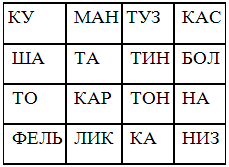 КУ МАН ТУЗ КАС
ША ТА ТИН БОЛ
ТО КАР ТОН НА
ФЕЛЬ ЛИК КА НИЗ